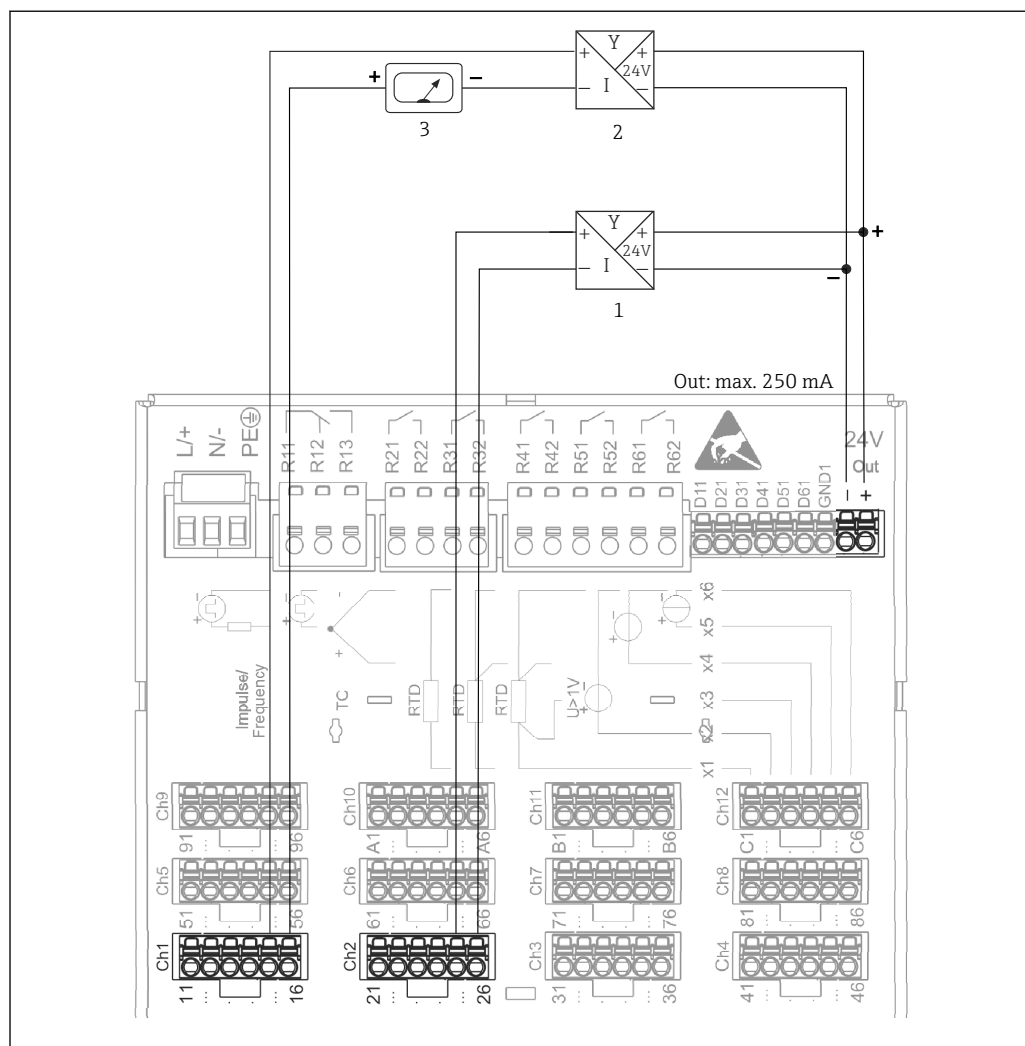 Y
+ +
24V
− I −
2
+ −
3
Y
+ +
24V
− I −
1
+
−
Out: max. 250 mA
L/+ N/- PE R11 R12 R13 R21 R22 R31 R32 R41 R42 R51 R52 R61 R62
D11 D21 D31 D41 D51 D61 GND1
24V
Out
− +
- + - + - +
Impulse/
Frequency
TC
RTD RTD RTD
U>1V
+ - + - + -
x6
x5
x4
x3
x2
x1
Ch9 Ch10 Ch11 Ch12
91 ... . . ... 96 A1 ... . . ... A6 B1 ... . . ... B6 C1 ... . . ... C6
Ch5 Ch6 Ch7 Ch8
51 ... . . ... 56 61 ... . . ... 66 71 ... . . ... 76 81 ... . . ... 86
Ch1 Ch2 Ch3 Ch4
11 ... . . ... 16 21 ... . . ... 26 31 ... . . ... 36 41 ... . . ... 46